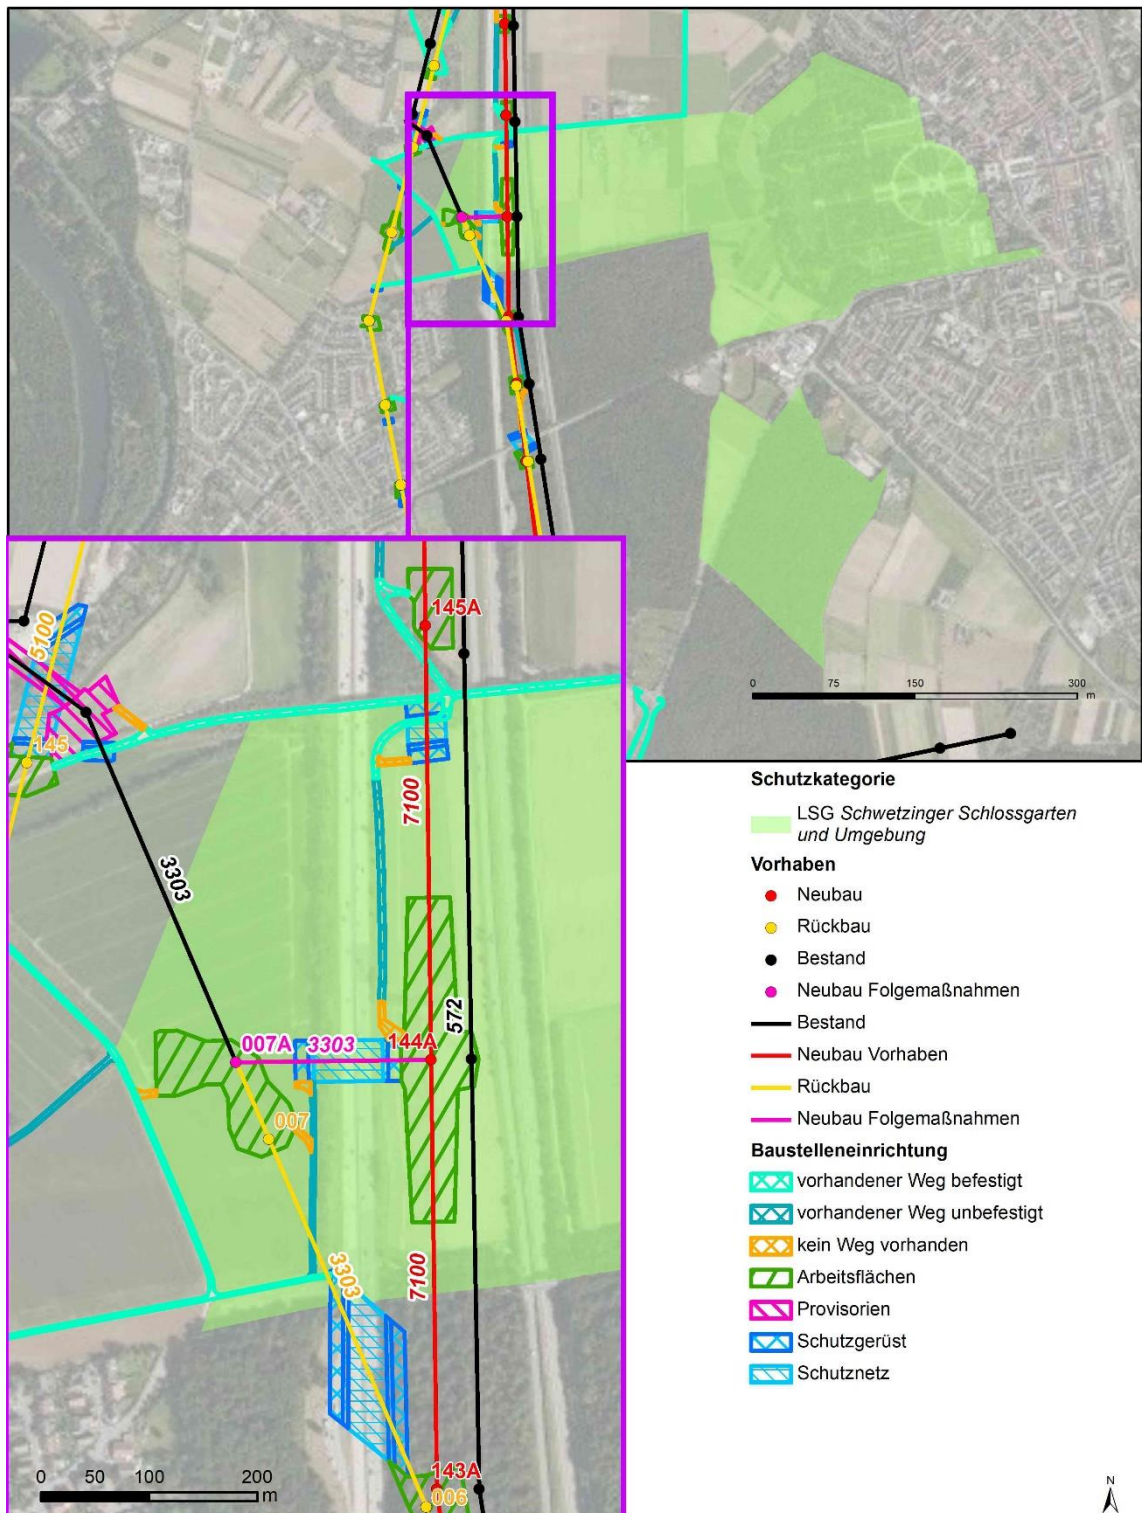 0 75 150 300
m
145A
5100
145
7100
3303
572
007A 3303 144A
007
3303
7100
143A
006
0 50 100 200
m
Schutzkategorie
LSG Schwetzinger Schlossgarten
und Umgebung
Vorhaben
Neubau
Rückbau
Bestand
Neubau Folgemaßnahmen
Bestand
Neubau Vorhaben
Rückbau
Neubau Folgemaßnahmen
Baustelleneinrichtung
vorhandener Weg befestigt
vorhandener Weg unbefestigt
kein Weg vorhanden
Arbeitsflächen
Provisorien
Schutzgerüst
Schutznetz
N